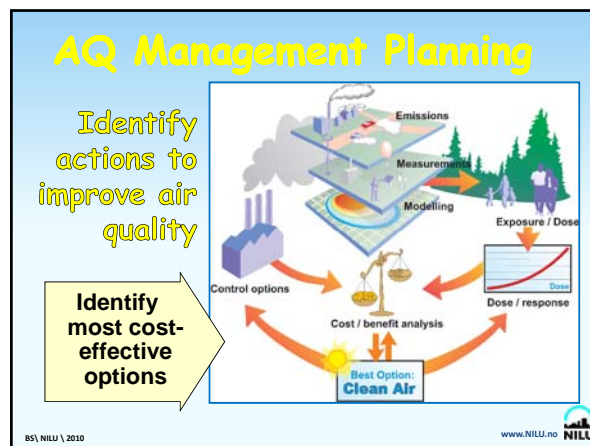 AQ Management Planning
Identify
actions to
improve air
quality
Identify
most cost-
effective
options
Emissions
Measurements
Modelling
Exposure / Dose
Control options
Dose
Dose / response
Cost / benefit analysis
Best Option:
Clean Air
BS\ NILU \ 2010
www.NILU.no
NILU